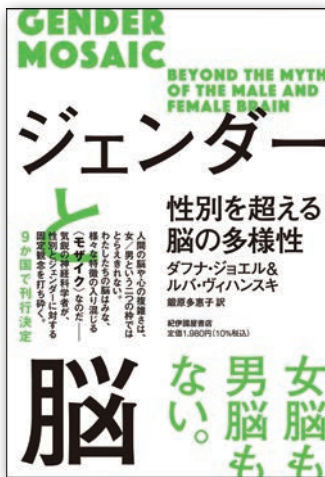 GENDER
MOSAIC
BEYOND THE MYTH
OF THE MALE AND
FEMALE BRAIN
ジェンダー
と
脳
性別を超える
脳の多様性
ダフナ・ジョエル&
ルバ・ヴィハンスキ
鍛原多惠子 訳
紀伊國屋書店
定価1,980円(10%税込)
人間の脳や心の複雑さは、
女/男という二つの枠では
とらえきれない。
わたしたちの脳はみな、
様々な特徴の入り混じる
〈モザイク〉なのだ——
気鋭の神経科学者が、
性別とジェンダーに対する
固定観念を打ち砕く。
9か国で刊行決定
女脳も
男脳も
ない。